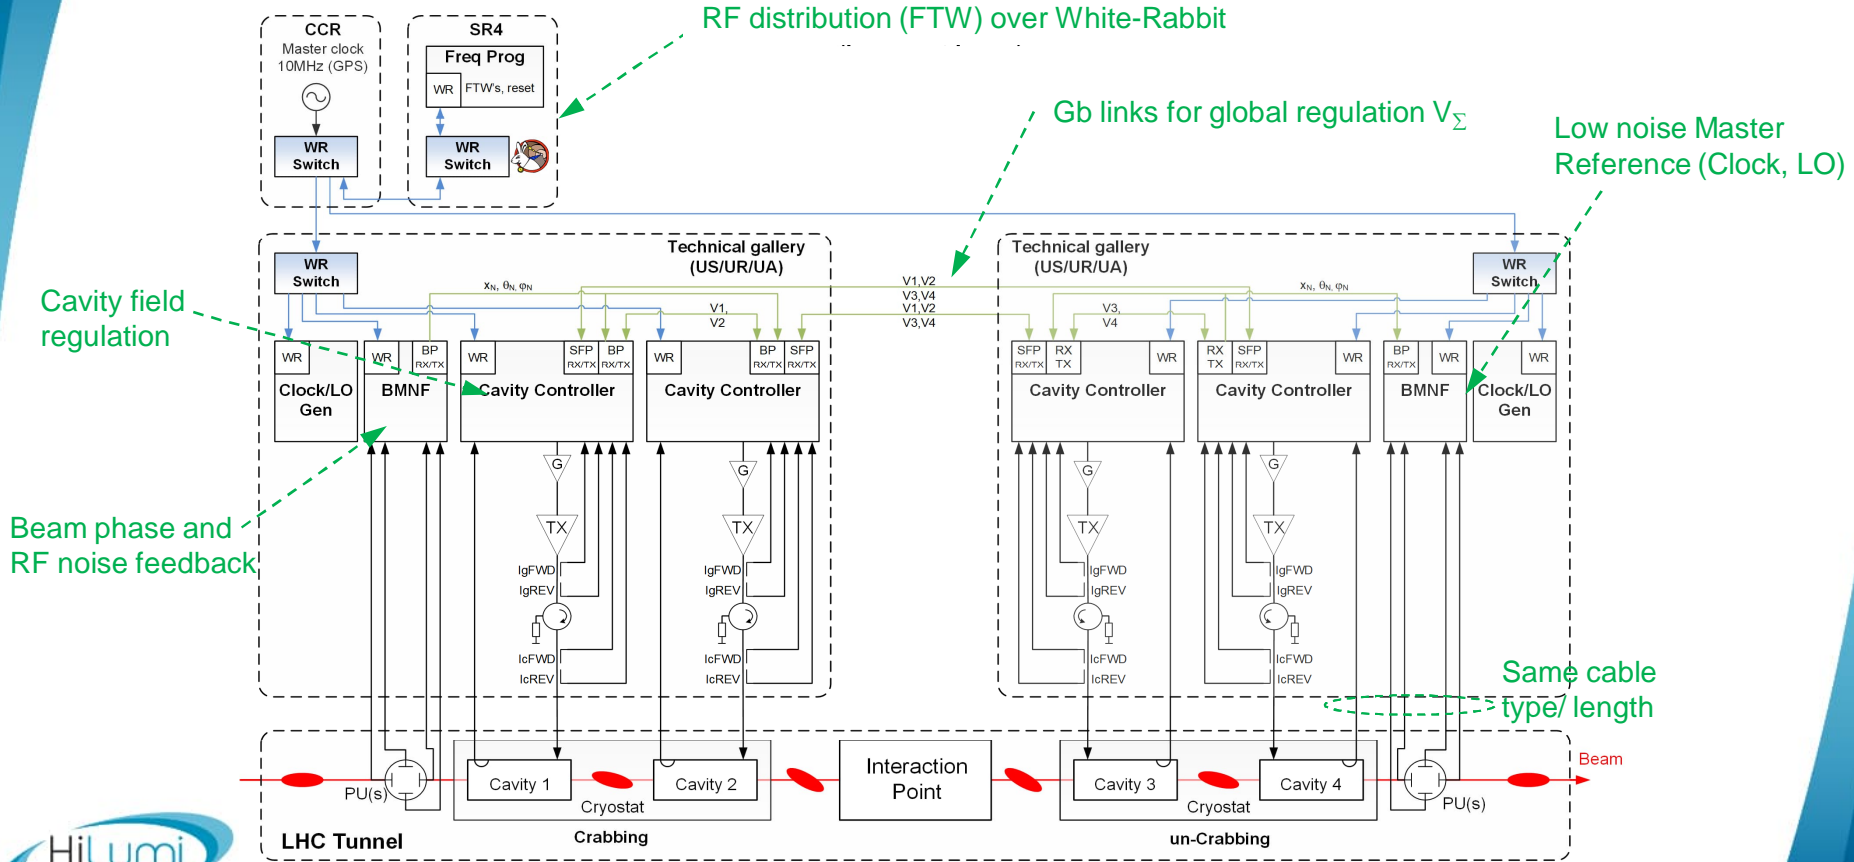 RF distribution (FTW) over White-Rabbit
CCR
Master clock
10MHz (GPS)
SR4
Freq Prog
WR
FTW's, reset
WR
Switch
WR
Switch
Gb links for global regulation VΣ
Low noise Master
Reference (Clock, LO)
Technical gallery
(US/UR/UA)
Technical gallery
(US/UR/UA)
WR
Switch
WR
Switch
Cavity field
regulation
xN, θN, φN
V1,
V2
V1,V2
V3,V4
V1,V2
V3,V4
V3,
V4
xN, θN, φN
WR
Clock/LO
Gen
WR
BP
RX/TX
BMNF
WR
SFP
RX/TX
BP
RX/TX
Cavity Controller
WR
BP
RX/TX
SFP
RX/TX
Cavity Controller
SFP
RX/TX
RX
TX
WR
Cavity Controller
RX
TX
SFP
RX/TX
WR
Cavity Controller
BP
RX/TX
WR
BMNF
WR
Clock/LO
Gen
G
G
G
G
Beam phase and
RF noise feedback
TX
TX
TX
TX
IgFWD
IgREV
IgFWD
IgREV
IgFWD
IgREV
IgFWD
IgREV
IcFWD
IcREV
IcFWD
IcREV
IcFWD
IcREV
IcFWD
IcREV
Same cable
type/ length
PU(s)
Cavity 1
Cavity 2
Cryostat
Crabbing
Interaction
Point
Cavity 3
Cavity 4
Cryostat
un-Crabbing
PU(s)
Beam
LHC Tunnel
HiLumi